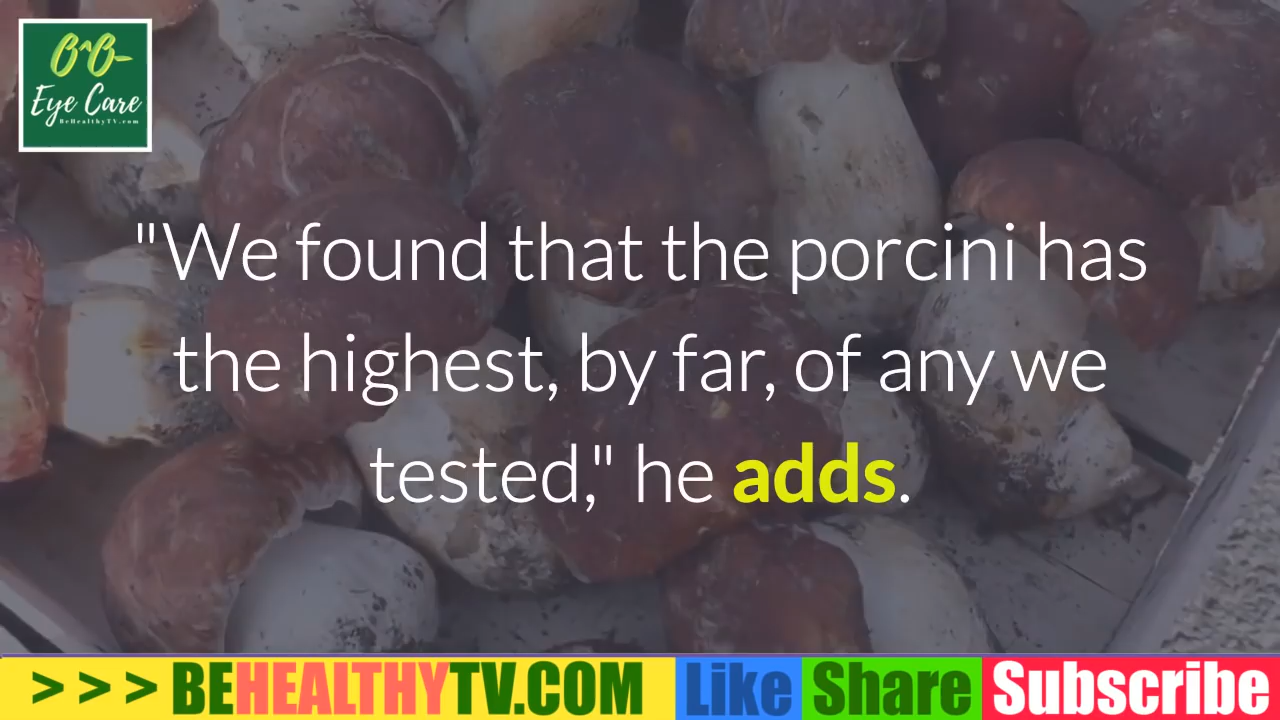 Eye Care
BeHealthyTV.com
"We found that the porcini has
the highest, by far, of any we
tested," he adds.
> > > BEHEALTHYTV.COM Like Share Subscribe